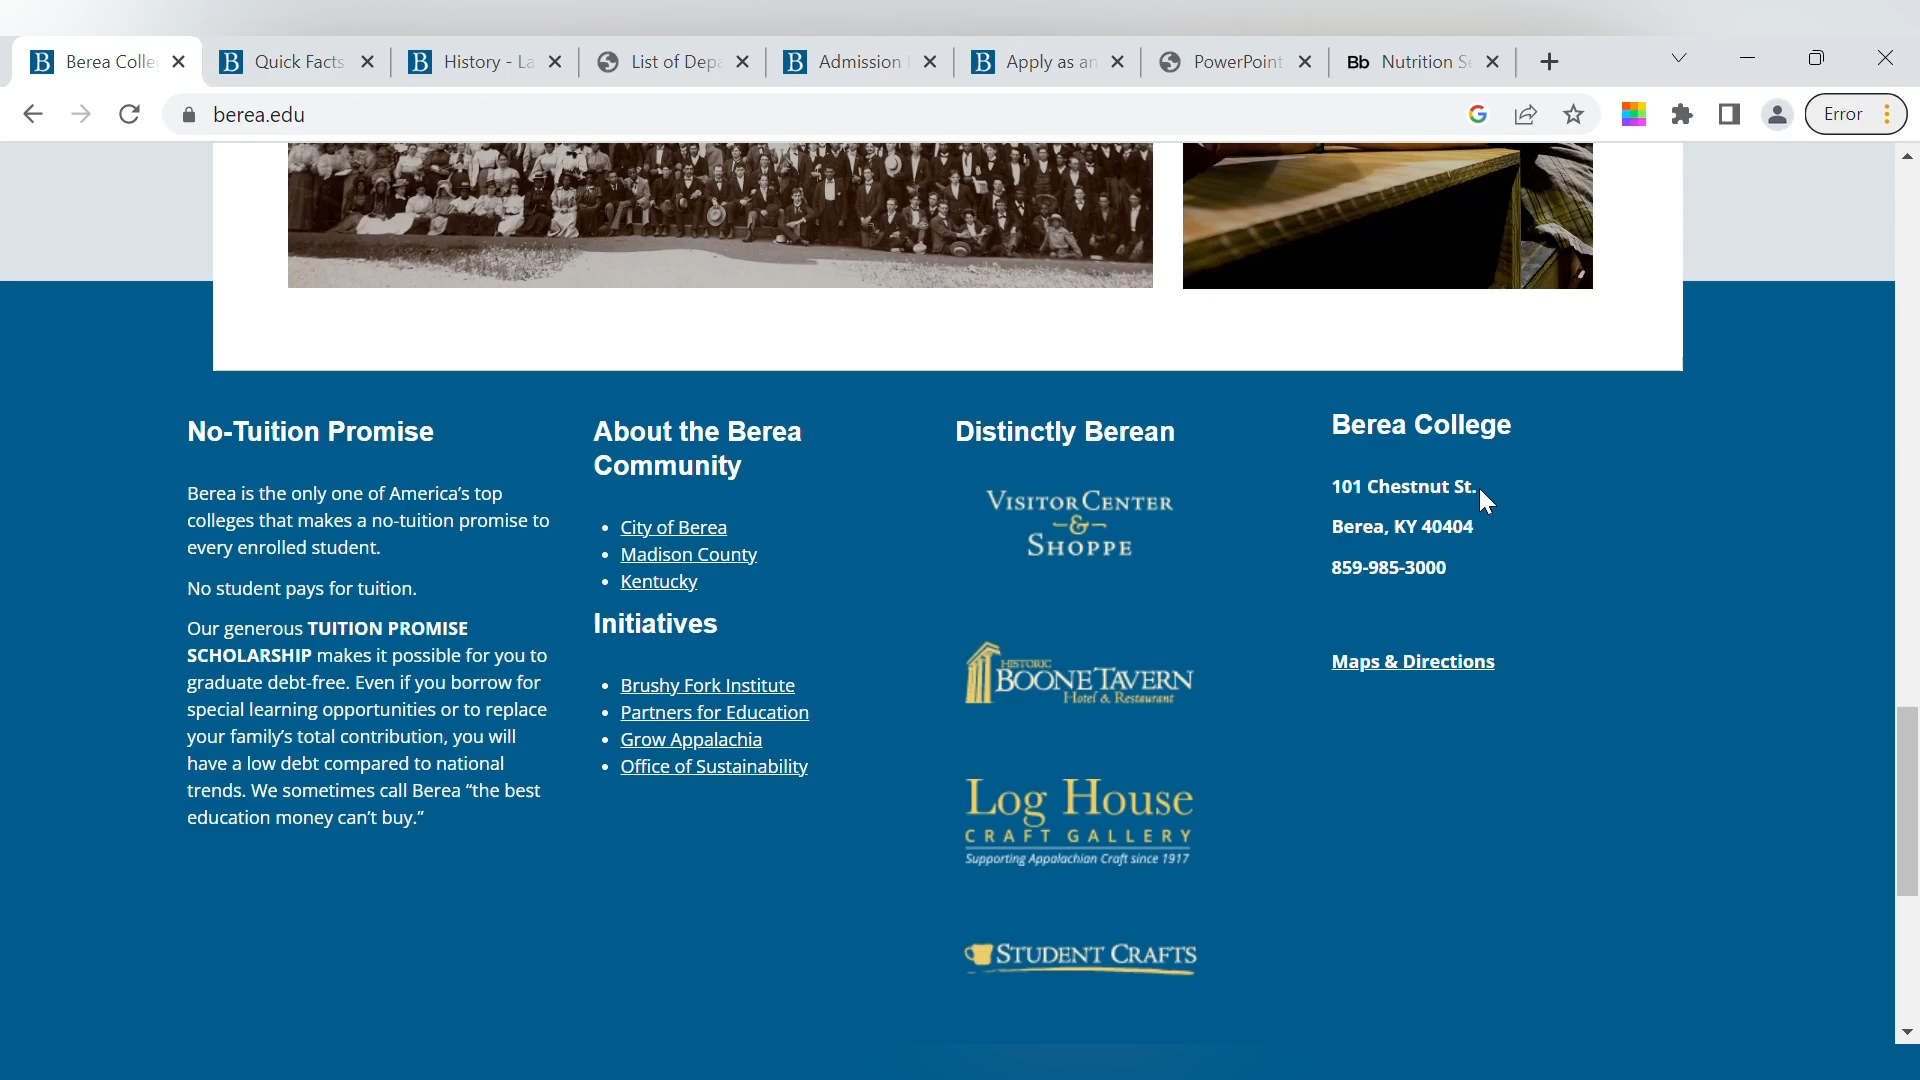 Berea Colle
Quick Facts
History - La
List of Depa
Admission
Apply as an
PowerPoint
Bb Nutrition Se
berea.edu
Error
No-Tuition Promise
Berea is the only one of America's top
colleges that makes a no-tuition promise to
every enrolled student.
No student pays for tuition.
Our generous TUITION PROMISE
SCHOLARSHIP makes it possible for you to
graduate debt-free. Even if you borrow for
special learning opportunities or to replace
your family's total contribution, you will
have a low debt compared to national
trends. We sometimes call Berea “the best
education money can't buy.”
About the Berea
Community
• City of Berea
• Madison County
• Kentucky
Initiatives
• Brushy Fork Institute
• Partners for Education
• Grow Appalachia
• Office of Sustainability
Distinctly Berean
VISITOR CENTER
-&-
SHOPPE
HISTORIC
BOONE TAVERN
Hotel & Restaurant
LOG HOUSE
CRAFT GALLERY
Supporting Appalachian Craft since 1917
STUDENT CRAFTS
Berea College
101 Chestnut St.
Berea, KY 40404
859-985-3000
Maps & Directions